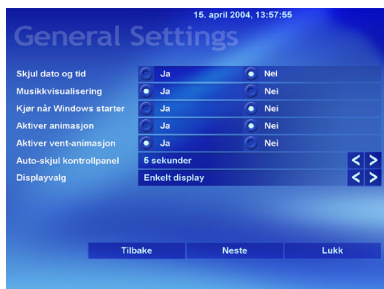 15. april 2004, 13:57:55
General Settings
Skjul dato og tid Ja Nei
Musikkvisualisering Ja Nei
Kjør når Windows starter Ja Nei
Aktiver animasjon Ja Nei
Aktiver vent-animasjon Ja Nei
Auto-skjul kontrollpanel 5 sekunder < >
Displayvalg Enkelt display < >
Tilbake Neste Lukk